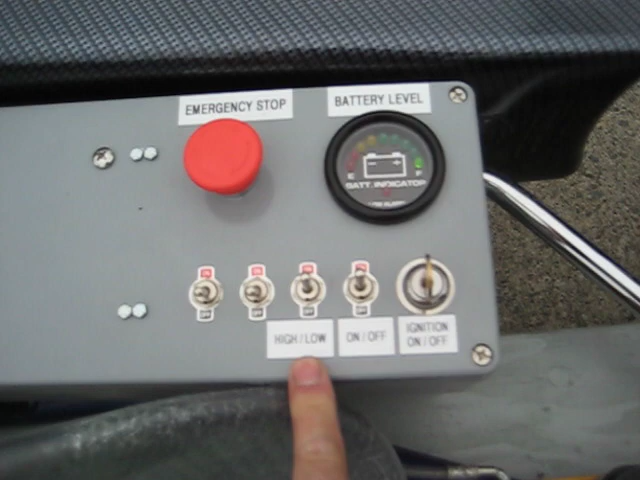 EMERGENCY STOP
BATTERY LEVEL
E F
BATT. INDICATOR
HIGH / LOW
ON / OFF
IGNITION
ON / OFF